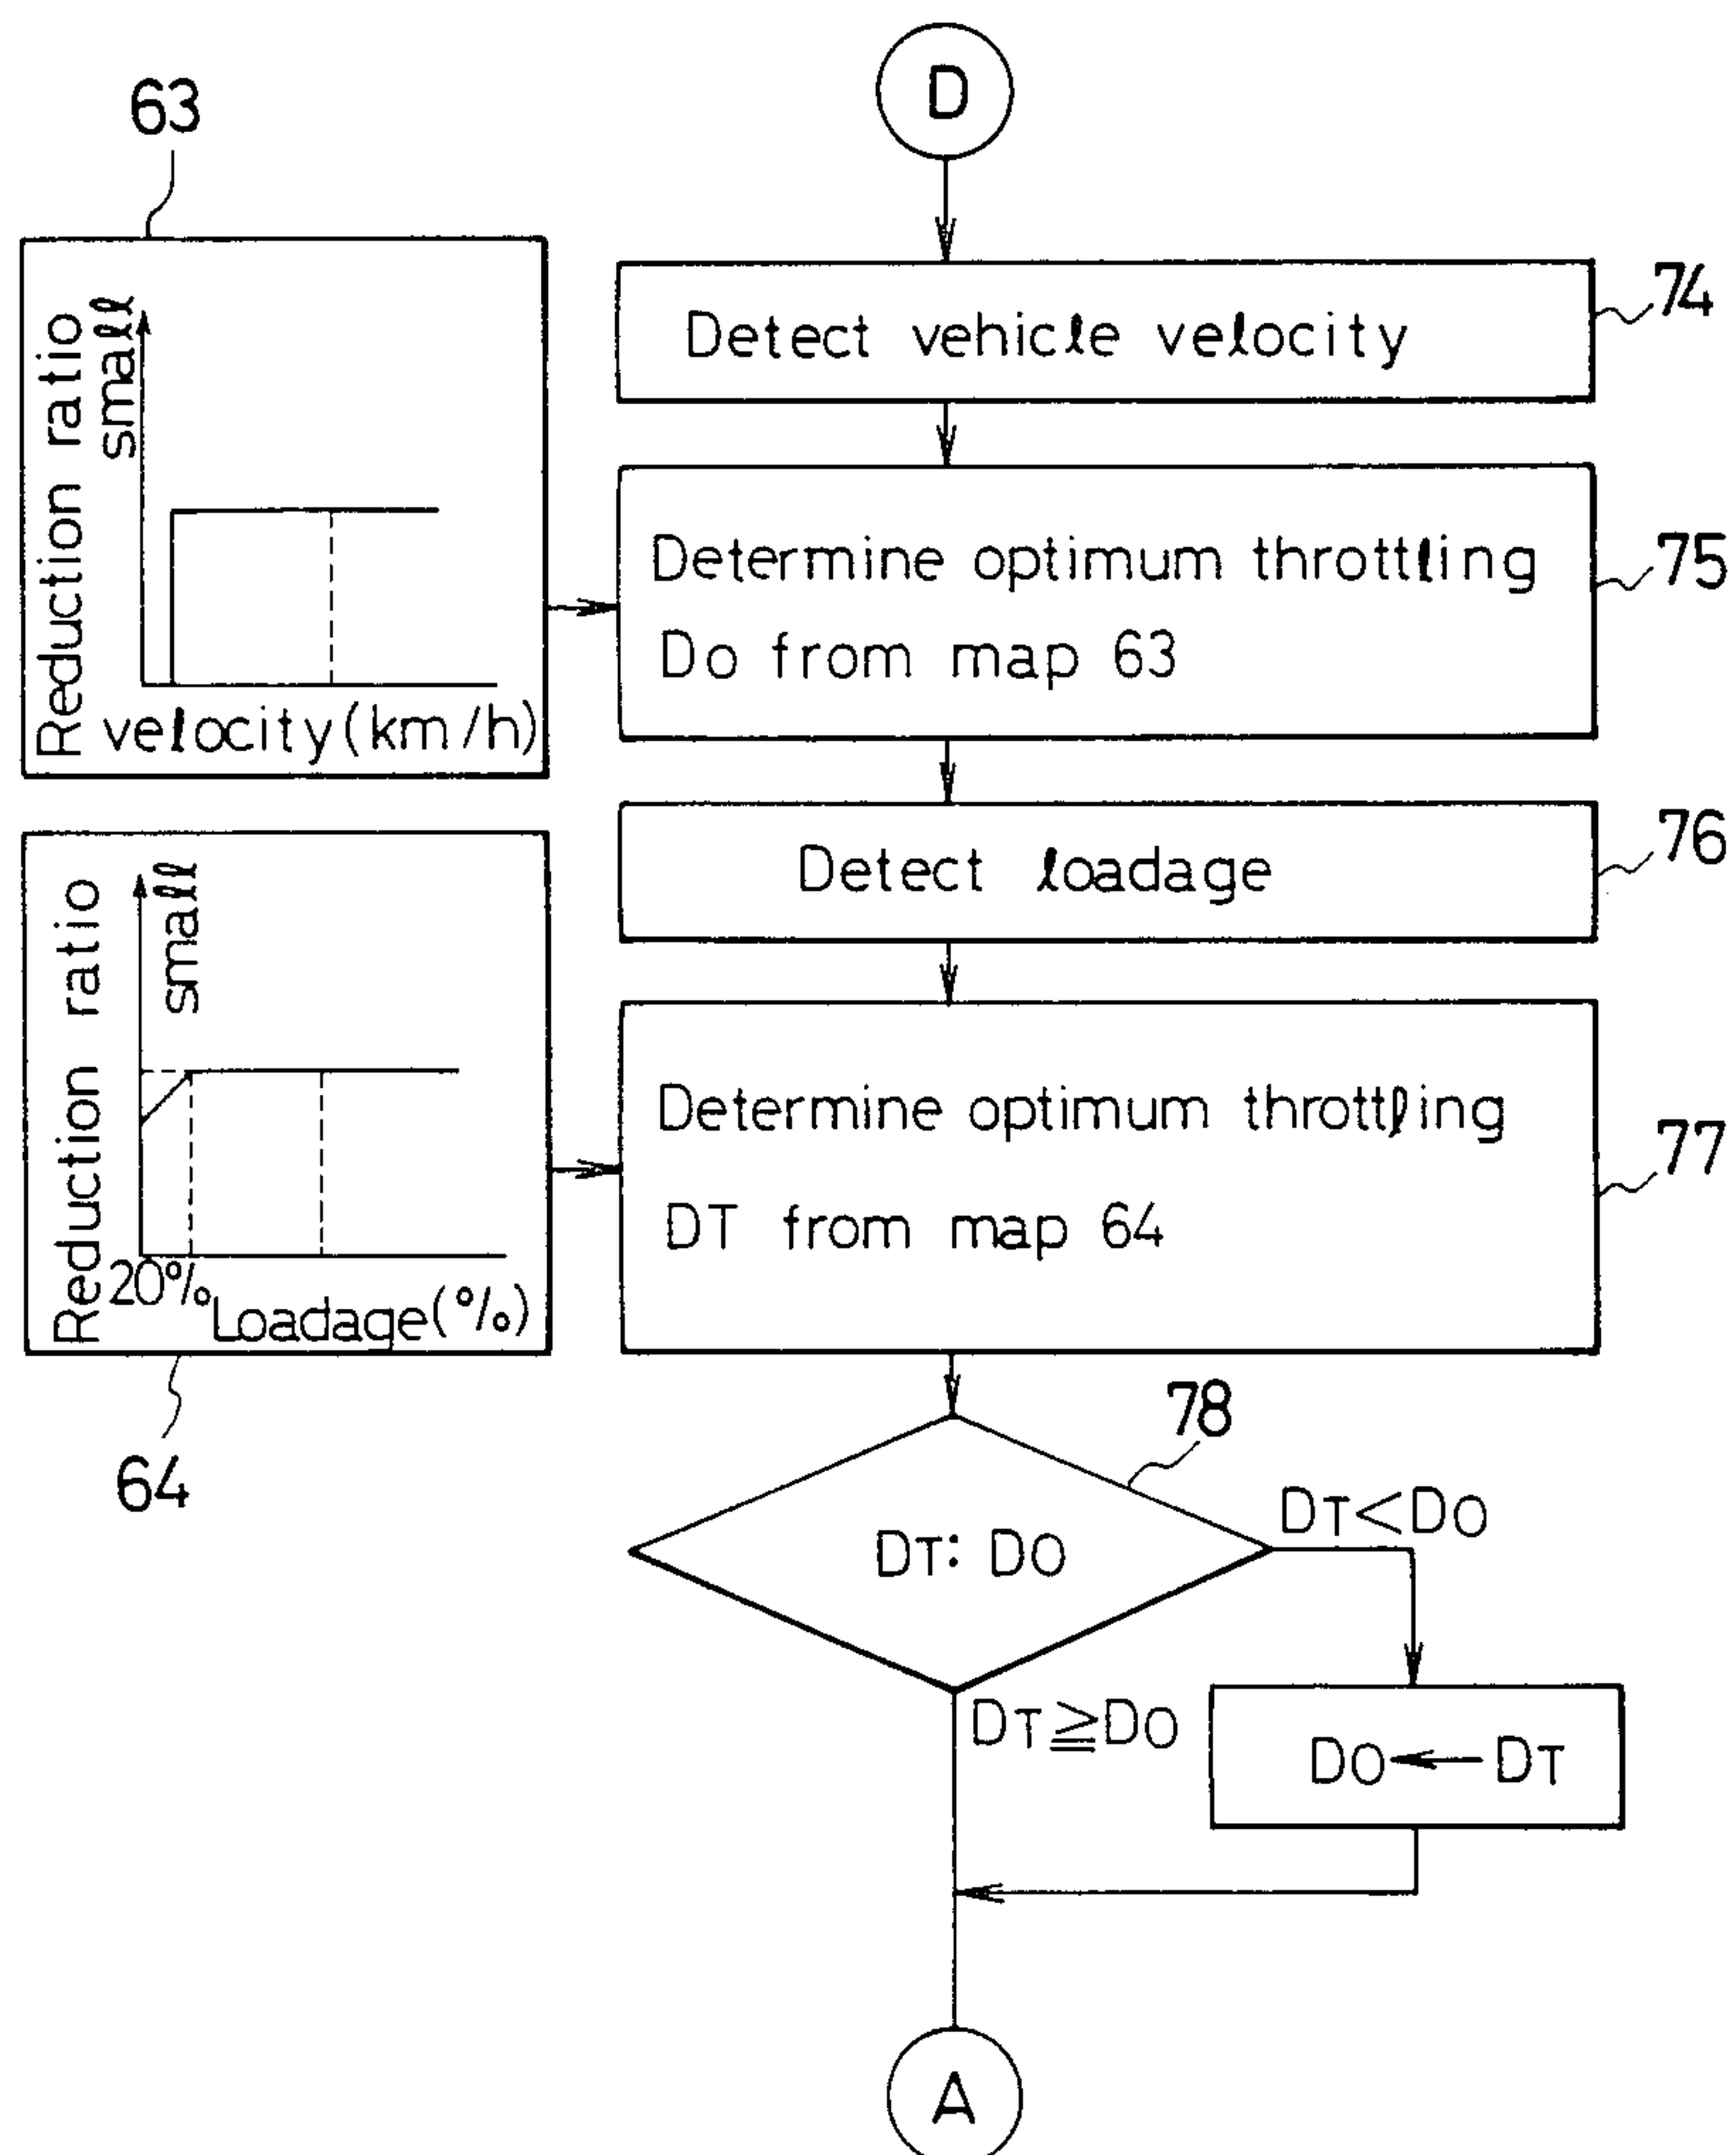 D
63
Reduction ratio
small
velocity(km/h)
Detect vehicle velocity
74
Determine optimum throttling
Do from map 63
75
Detect loadage
76
Reduction ratio
small
20%
Loadage(%)
64
Determine optimum throttling
DT from map 64
77
78
DT: DO
DT<DO
DT≧DO
DO←DT
A